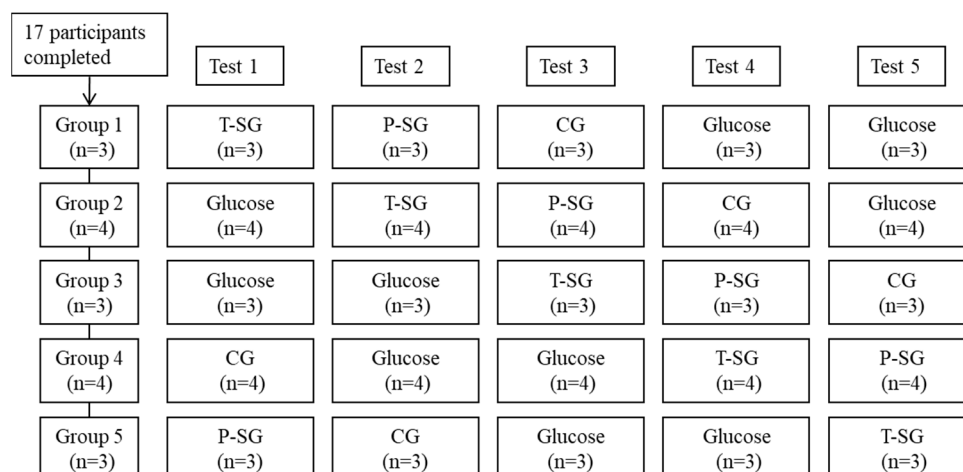 17 participants
completed
Test 1
Test 2
Test 3
Test 4
Test 5
Group 1
(n=3)
T-SG
(n=3)
P-SG
(n=3)
CG
(n=3)
Glucose
(n=3)
Glucose
(n=3)
Group 2
(n=4)
Glucose
(n=4)
T-SG
(n=4)
P-SG
(n=4)
CG
(n=4)
Glucose
(n=4)
Group 3
(n=3)
Glucose
(n=3)
Glucose
(n=3)
T-SG
(n=3)
P-SG
(n=3)
CG
(n=3)
Group 4
(n=4)
CG
(n=4)
Glucose
(n=4)
Glucose
(n=4)
T-SG
(n=4)
P-SG
(n=4)
Group 5
(n=3)
P-SG
(n=3)
CG
(n=3)
Glucose
(n=3)
Glucose
(n=3)
T-SG
(n=3)